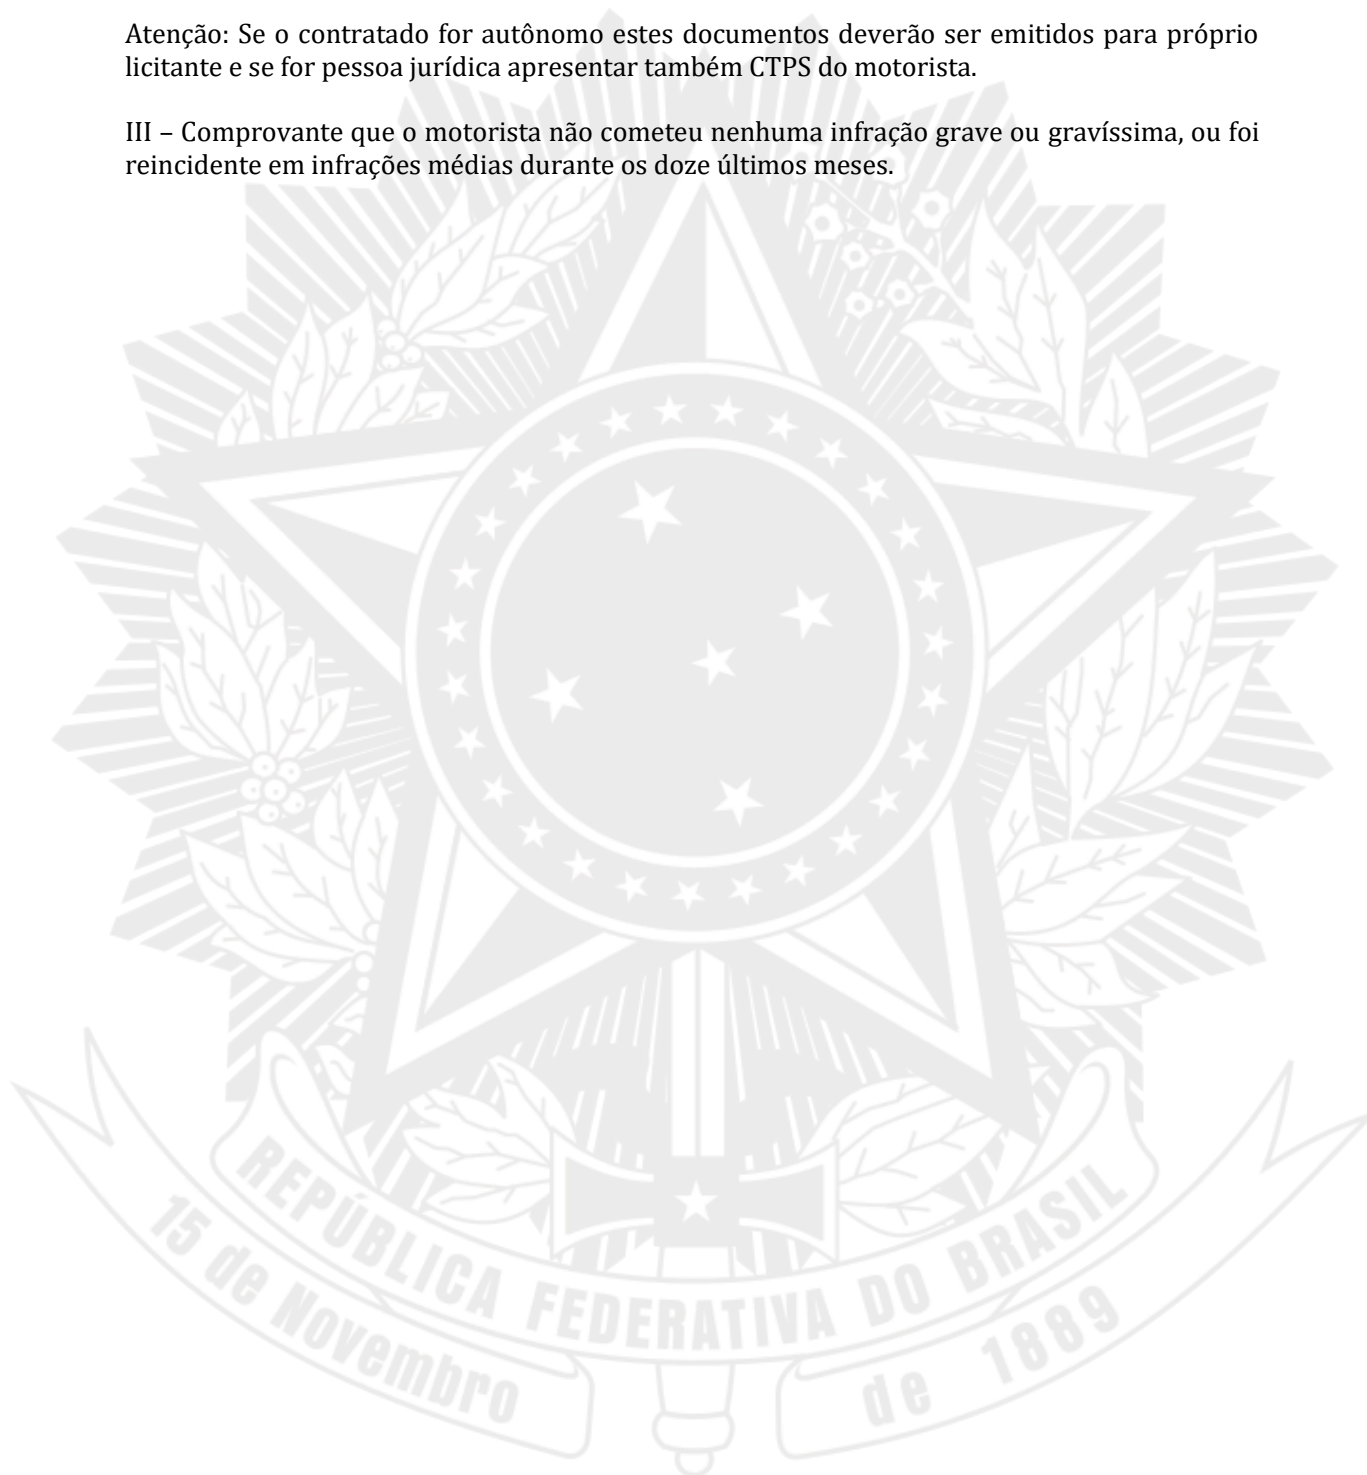 Atenção: Se o contratado for autônomo estes documentos deverão ser emitidos para próprio
licitante e se for pessoa jurídica apresentar também CTPS do motorista.
III – Comprovante que o motorista não cometeu nenhuma infração grave ou gravíssima, ou foi
reincidente em infrações médias durante os doze últimos meses.
REPÚBLICA FEDERATIVA DO BRASIL
15 de Novembro de 1889